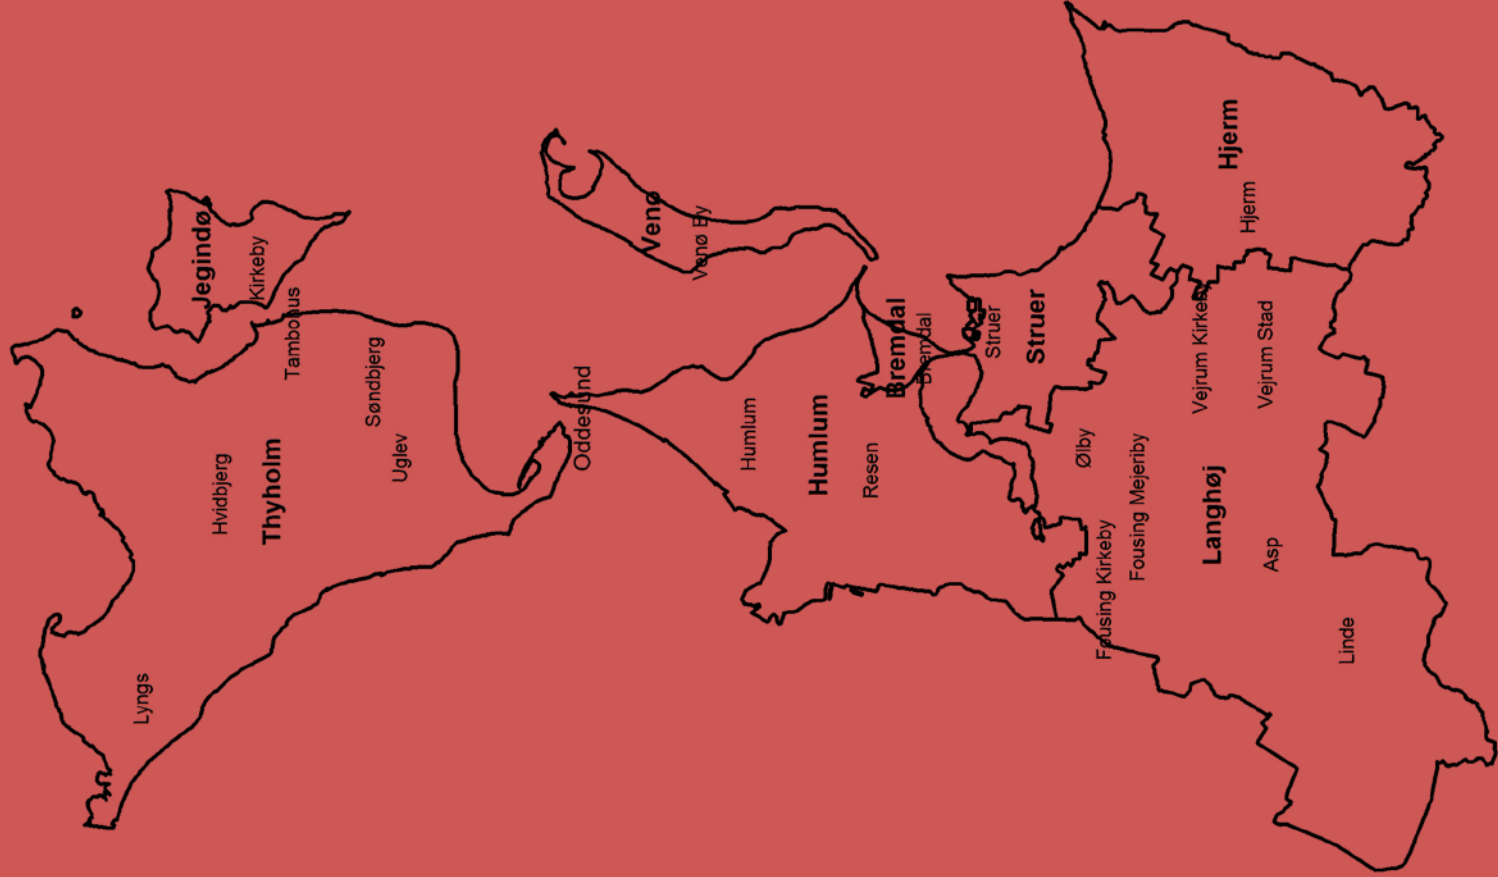 Lyngs
Jegindø
Hvidbjerg
Kirkeby
Thyholm
Tambohus
Søndbjerg
Uglev
Oddesund
Venø
Venø By
Humlum
Humlum
Resen
Bremdal
Bremdal
Struer
Struer
Ølby
Fousing Kirkeby
Fousing Mejeriby
Vejrum Kirkeby
Langhøj
Hjerm
Hjerm
Vejrum Stad
Asp
Linde